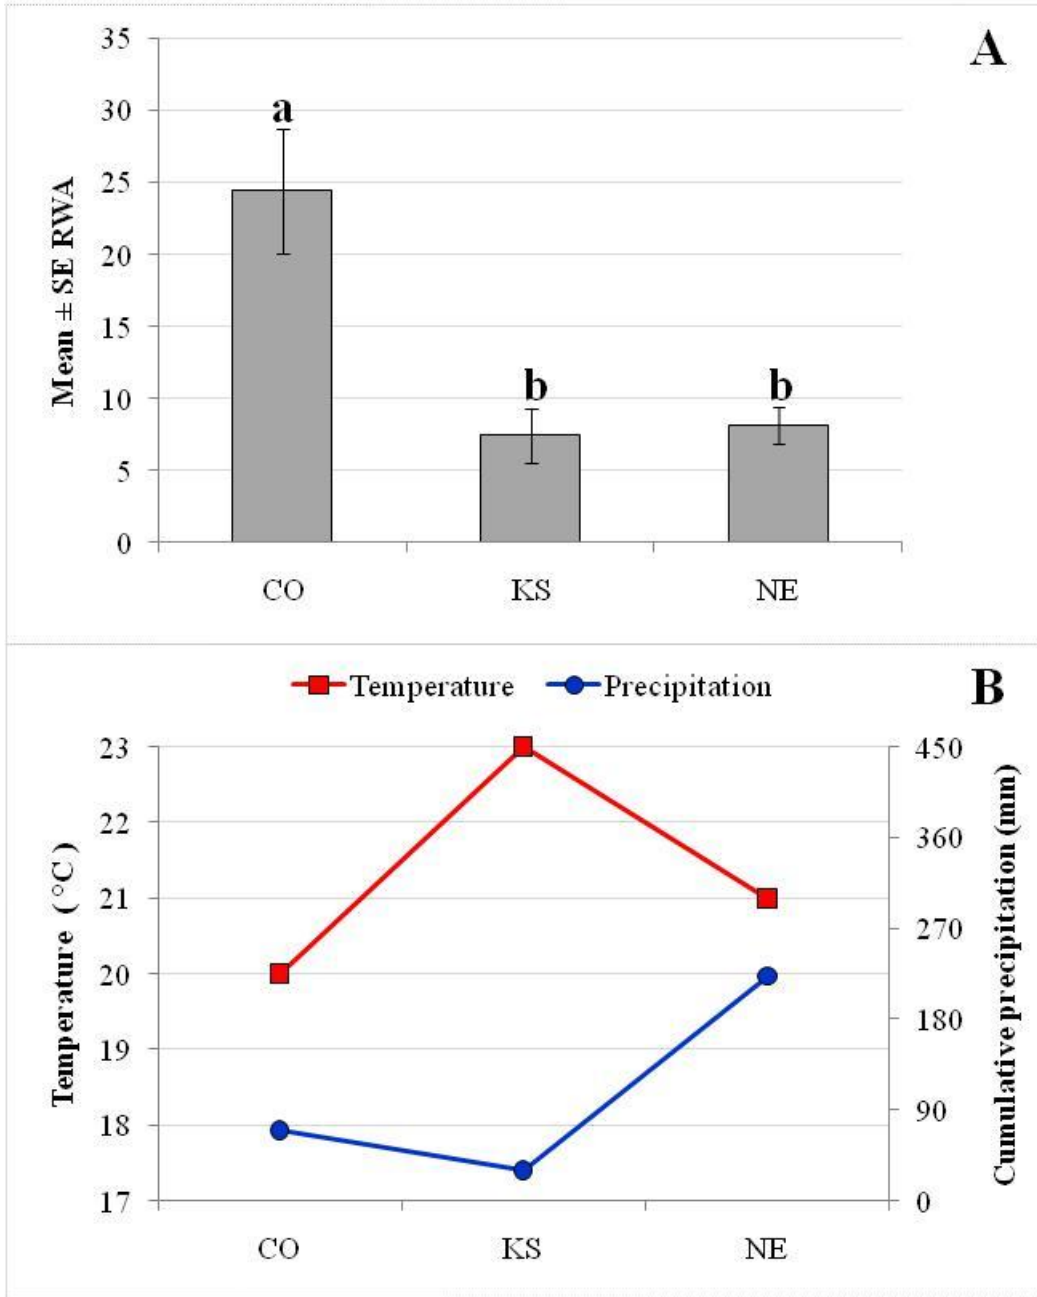 A
35
30
25
20
15
10
5
0
Mean ± SE RWA
a
b
b
CO KS NE
B
Temperature Precipitation
23
22
21
20
19
18
17
Temperature (°C)
450
360
270
180
90
0
Cumulative precipitation (mm)
CO KS NE